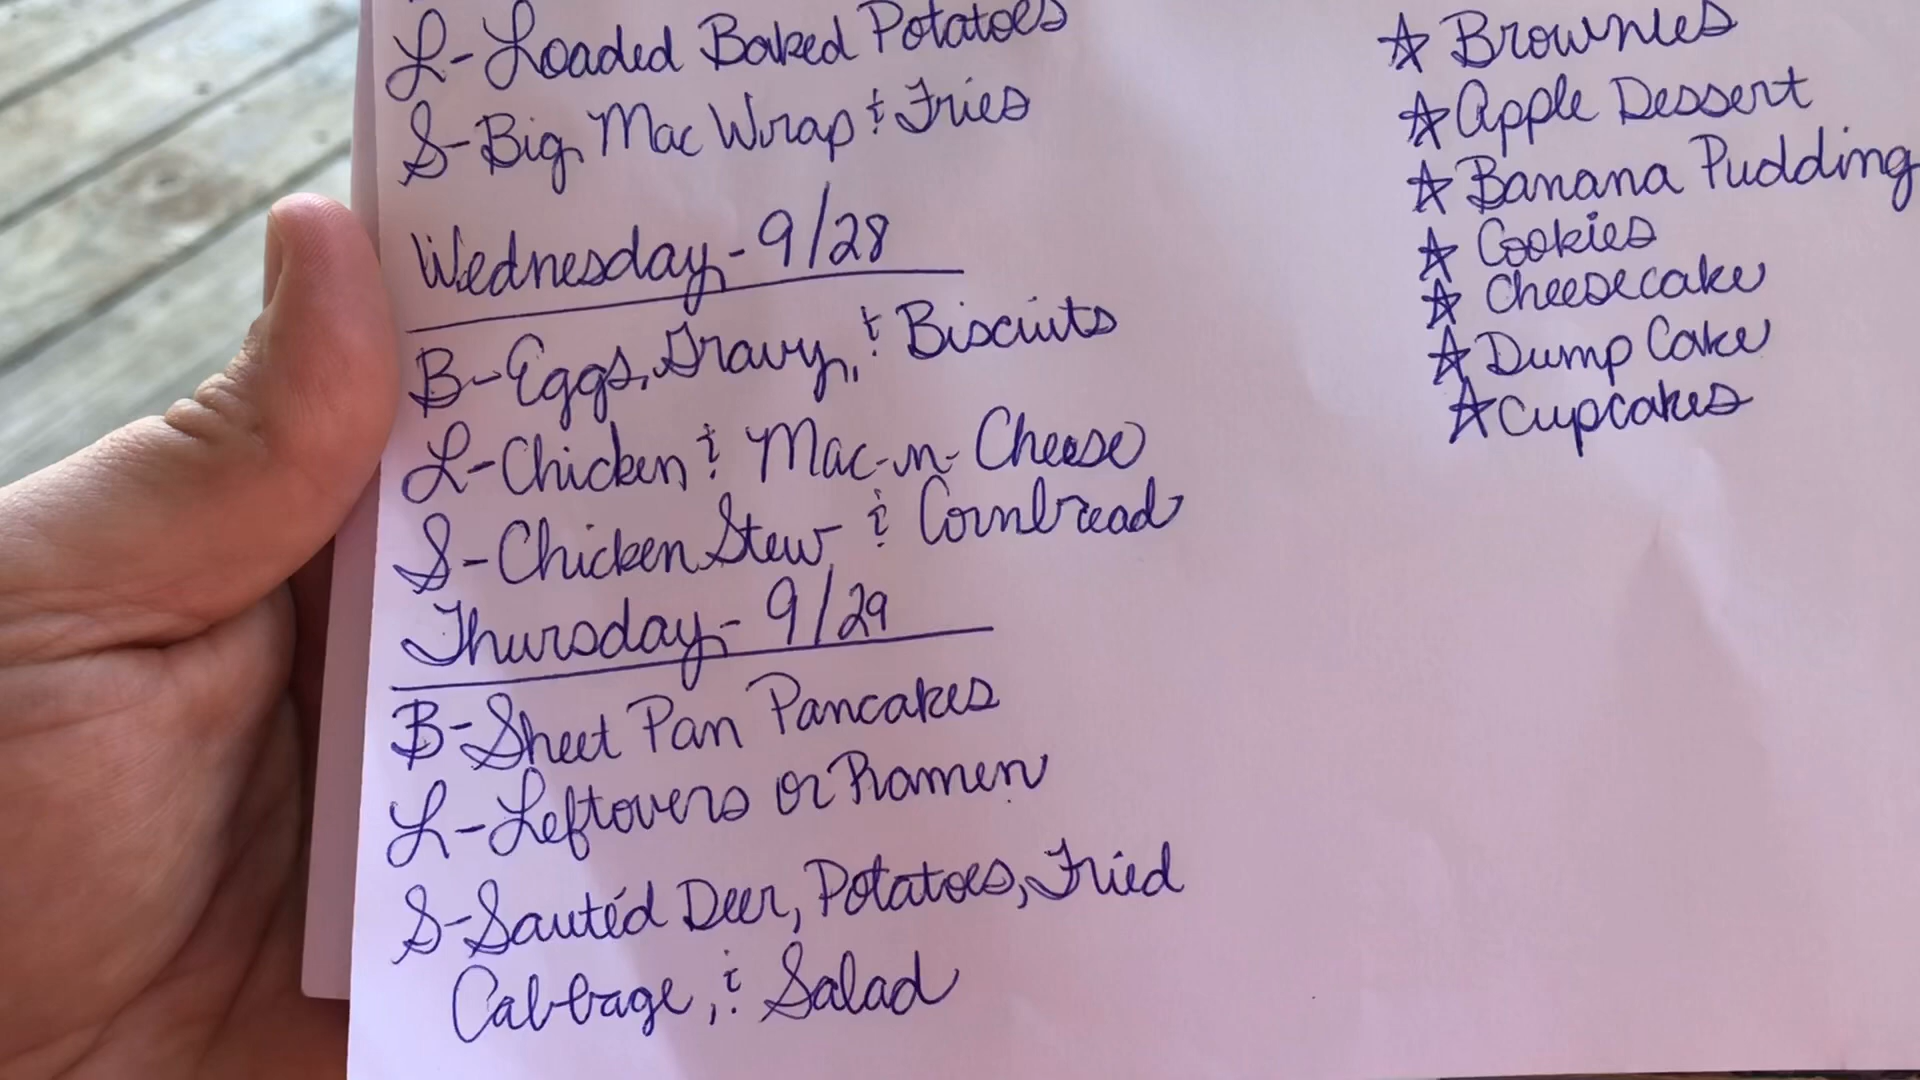 L-Loaded Baked Potatoes
S-Big Mac Wrap & Fries
Wednesday-9/28
B-Eggs, Gravy, & Biscuits
L-Chicken & Mac-n-Cheese
S-Chicken Stew & Cornbread
Thursday-9/29
B-Sheet Pan Pancakes
L-Leftovers or Ramen
S-Sautéd Deer, Potatoes, Fried
Cabbage, & Salad
☆ Brownies
☆ Apple Dessert
☆ Banana Pudding
☆ Cookies
☆ Cheesecake
☆ Dump Cake
☆ Cupcakes